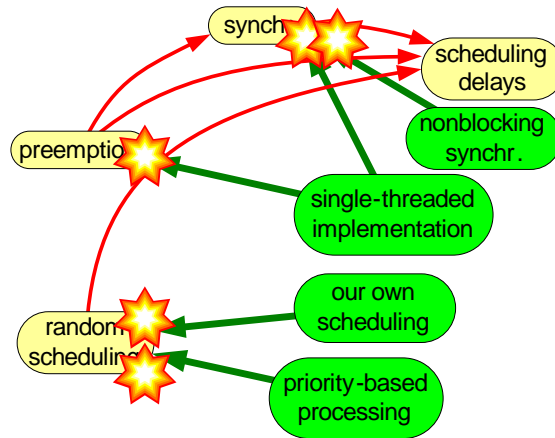 synch
scheduling
delays
nonblocking
synchr.
preemption
single-threaded
implementation
our own
scheduling
random
scheduling
priority-based
processing